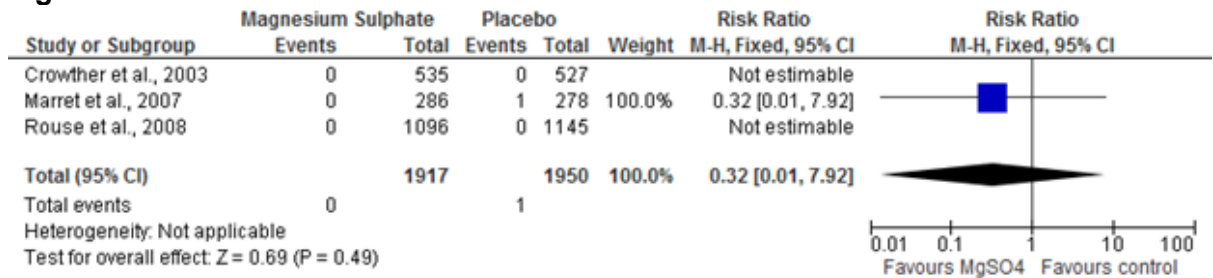 Magnesium Sulphate Placebo Risk Ratio Risk Ratio
Study or Subgroup Events Total Events Total Weight M-H, Fixed, 95% CI M-H, Fixed, 95% CI
Crowther et al., 2003 0 535 0 527 Not estimable
Marret et al., 2007 0 286 1 278 100.0% 0.32 [0.01, 7.92]
Rouse et al., 2008 0 1096 0 1145 Not estimable
Total (95% CI) 1917 1950 100.0% 0.32 [0.01, 7.92]
Total events 0 1
Heterogeneity: Not applicable
Test for overall effect: Z = 0.69 (P = 0.49)
0.01 0.1 1 10 100
Favours MgSO4 Favours control